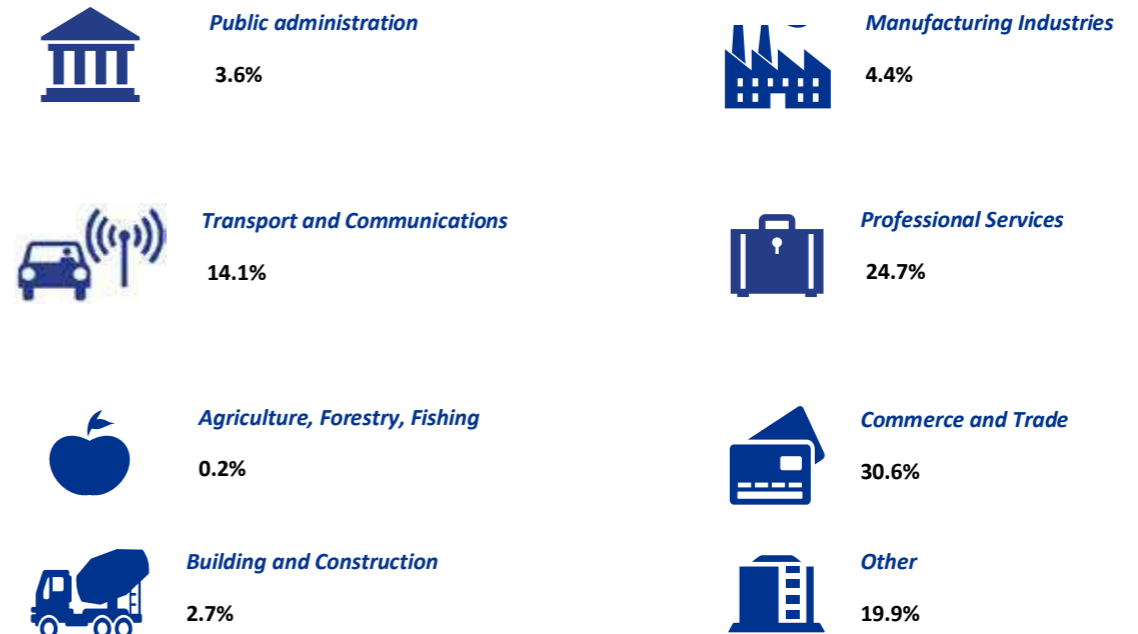 Public administration
3.6%
Manufacturing Industries
4.4%
Transport and Communications
14.1%
Professional Services
24.7%
Agriculture, Forestry, Fishing
0.2%
Commerce and Trade
30.6%
Building and Construction
2.7%
Other
19.9%